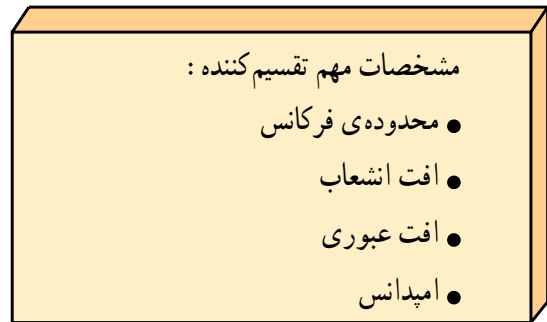 مشخصات مهم تقسیم‌کننده :
● محدوده‌ی فرکانس
● افت انشعاب
● افت عبوری
● امپدانس